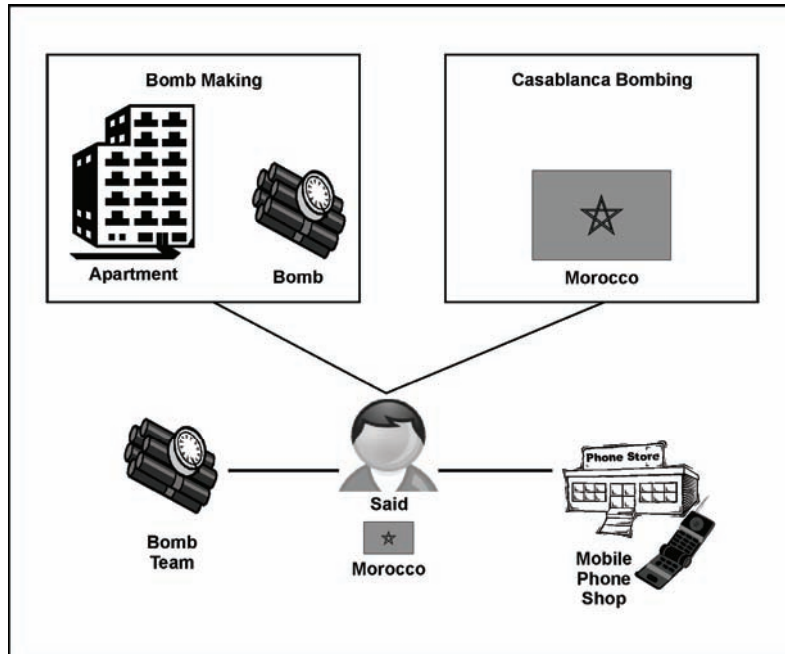 Bomb Making
Casablanca Bombing
Apartment
Bomb
Morocco
Phone Store
Said
Bomb
Team
Morocco
Mobile
Phone
Shop